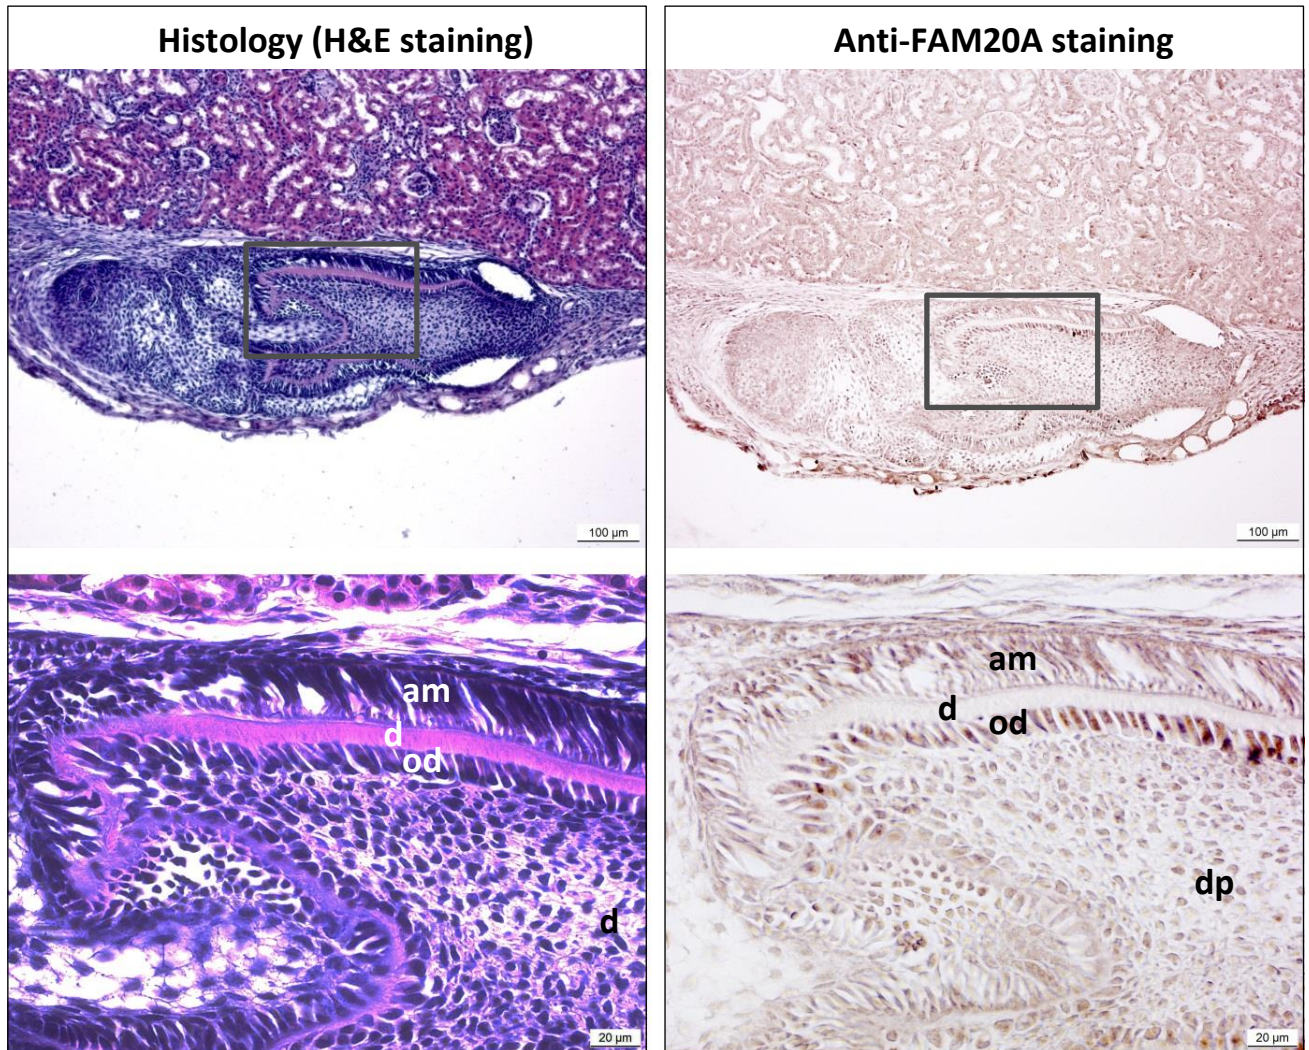 Histology (H&E staining)
Anti-FAM20A staining
100 µm
100 µm
am
d
od
d
20 µm
am
d
od
dp
20 µm